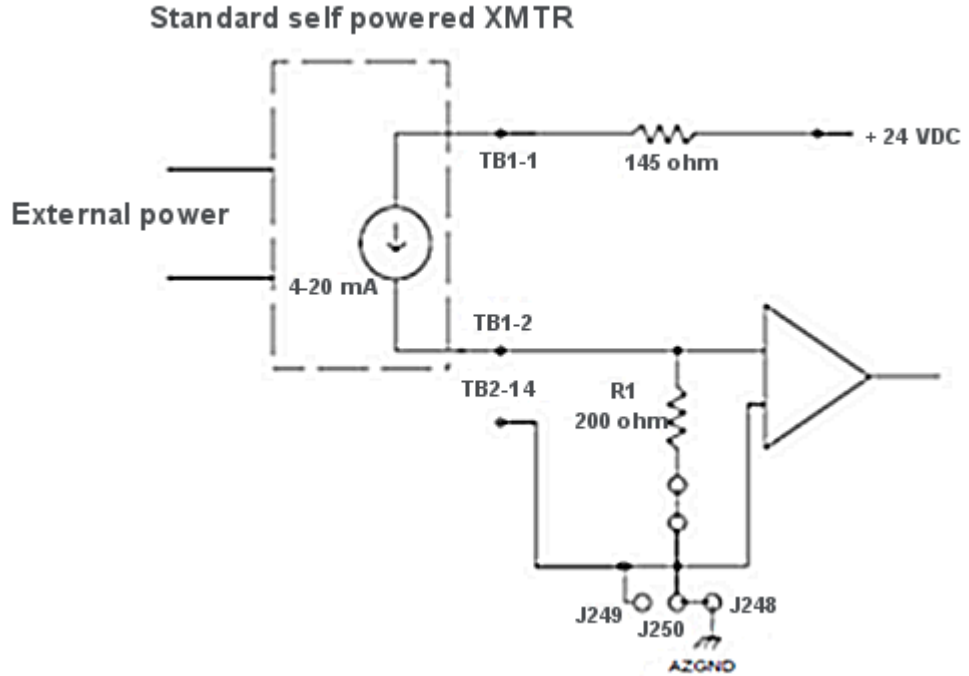 Standard self powered XMTR
TB1-1
145 ohm
+ 24 VDC
External power
4-20 mA
TB1-2
TB2-14
R1
200 ohm
J249
J250
J248
AZGND